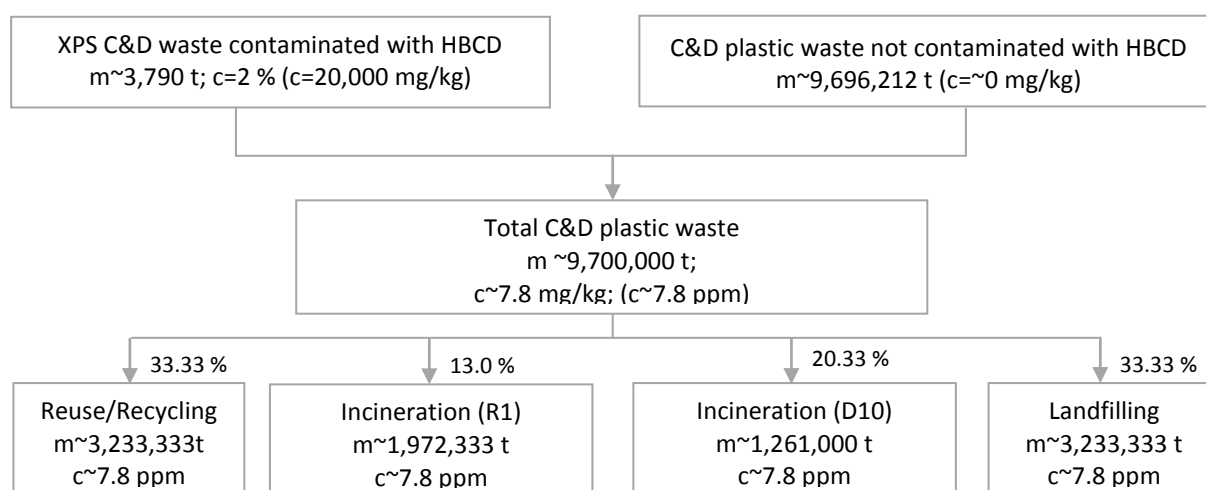 XPS C&D waste contaminated with HBCD
m~3,790 t; c=2 % (c=20,000 mg/kg)
C&D plastic waste not contaminated with HBCD
m~9,696,212 t (c=~0 mg/kg)
Total C&D plastic waste
m ~9,700,000 t;
c~7.8 mg/kg; (c~7.8 ppm)
33.33 %
13.0 %
20.33 %
33.33 %
Reuse/Recycling
m~3,233,333t
c~7.8 ppm
Incineration (R1)
m~1,972,333 t
c~7.8 ppm
Incineration (D10)
m~1,261,000 t
c~7.8 ppm
Landfilling
m~3,233,333 t
c~7.8 ppm